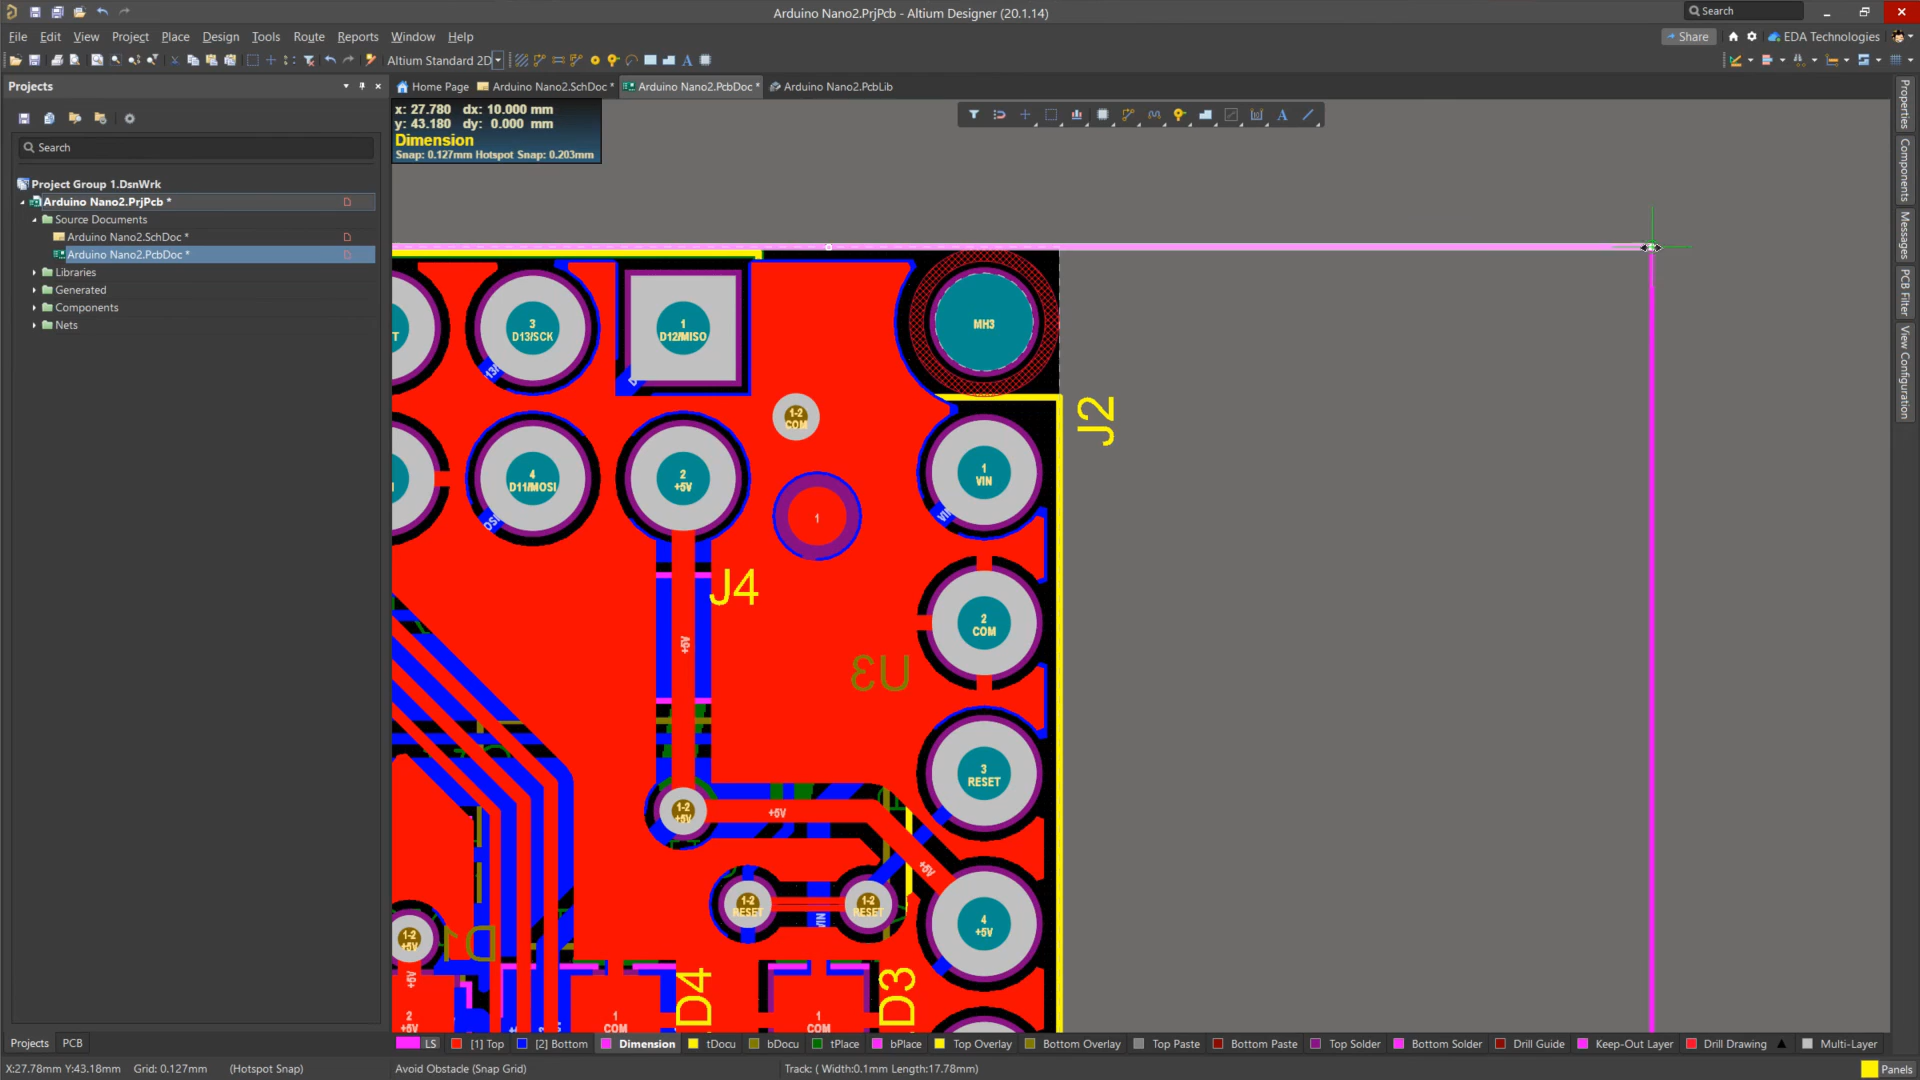 Arduino Nano2.PrjPcb - Altium Designer (20.1.14)
Search
File Edit View Project Place Design Tools Route Reports Window Help
Share
EDA Technologies
Altium Standard 2D
Projects
Home Page
Arduino Nano2.SchDoc *
Arduino Nano2.PcbDoc *
Arduino Nano2.PcbLib
x: 27.780 dx: 10.000 mm
y: 43.180 dy: 0.000 mm
Dimension
Snap: 0.127mm Hotspot Snap: 0.203mm
Search
Project Group 1.DsnWrk
Arduino Nano2.PrjPcb *
Source Documents
Arduino Nano2.SchDoc *
Arduino Nano2.PcbDoc *
Libraries
Generated
Components
Nets
Properties
Components
Messages
PCB Filter
View Configuration
T
3
D13/SCK
1
D12/MISO
MH3
J2
1-2
COM
1
VIN
VIN
4
D11/MOSI
2
+5V
1
J4
+5V
2
COM
U3
3
RESET
1-2
+5V
+5V
+5V
1-2
RESET
VIN
1-2
RESET
4
+5V
1-2
+5V
D1
+5V
2
+5V
D4
D3
1
COM
1
COM
Projects PCB
LS [1] Top [2] Bottom Dimension tDocu bDocu tPlace bPlace Top Overlay Bottom Overlay Top Paste Bottom Paste Top Solder Bottom Solder Drill Guide Keep-Out Layer Drill Drawing Multi-Layer
X:27.78mm Y:43.18mm Grid: 0.127mm (Hotspot Snap) Avoid Obstacle (Snap Grid) Track: ( Width:0.1mm Length:17.78mm) Panels